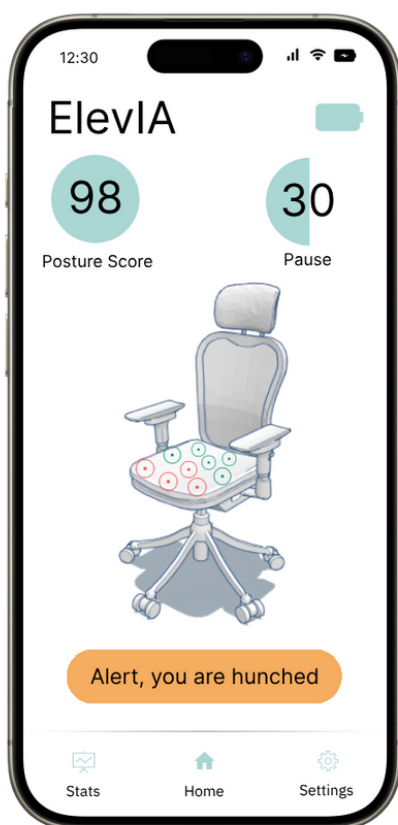 12:30
ElevIA
98
30
Posture Score
Pause
Alert, you are hunched
Stats
Home
Settings